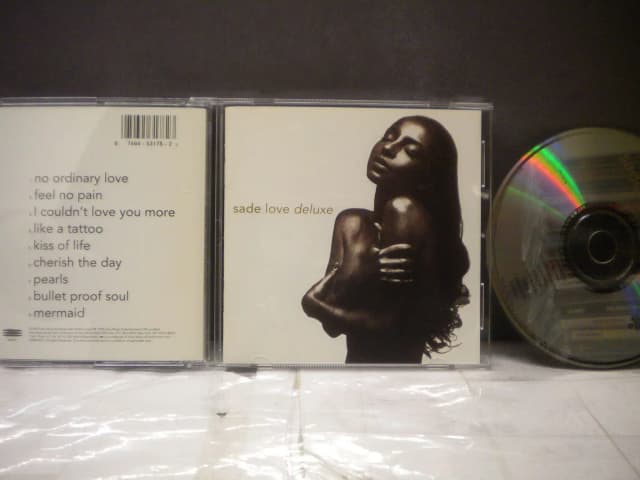 no ordinary love
feel no pain
I couldn't love you more
like a tattoo
kiss of life
cherish the day
pearls
bullet proof soul
mermaid
sade love deluxe